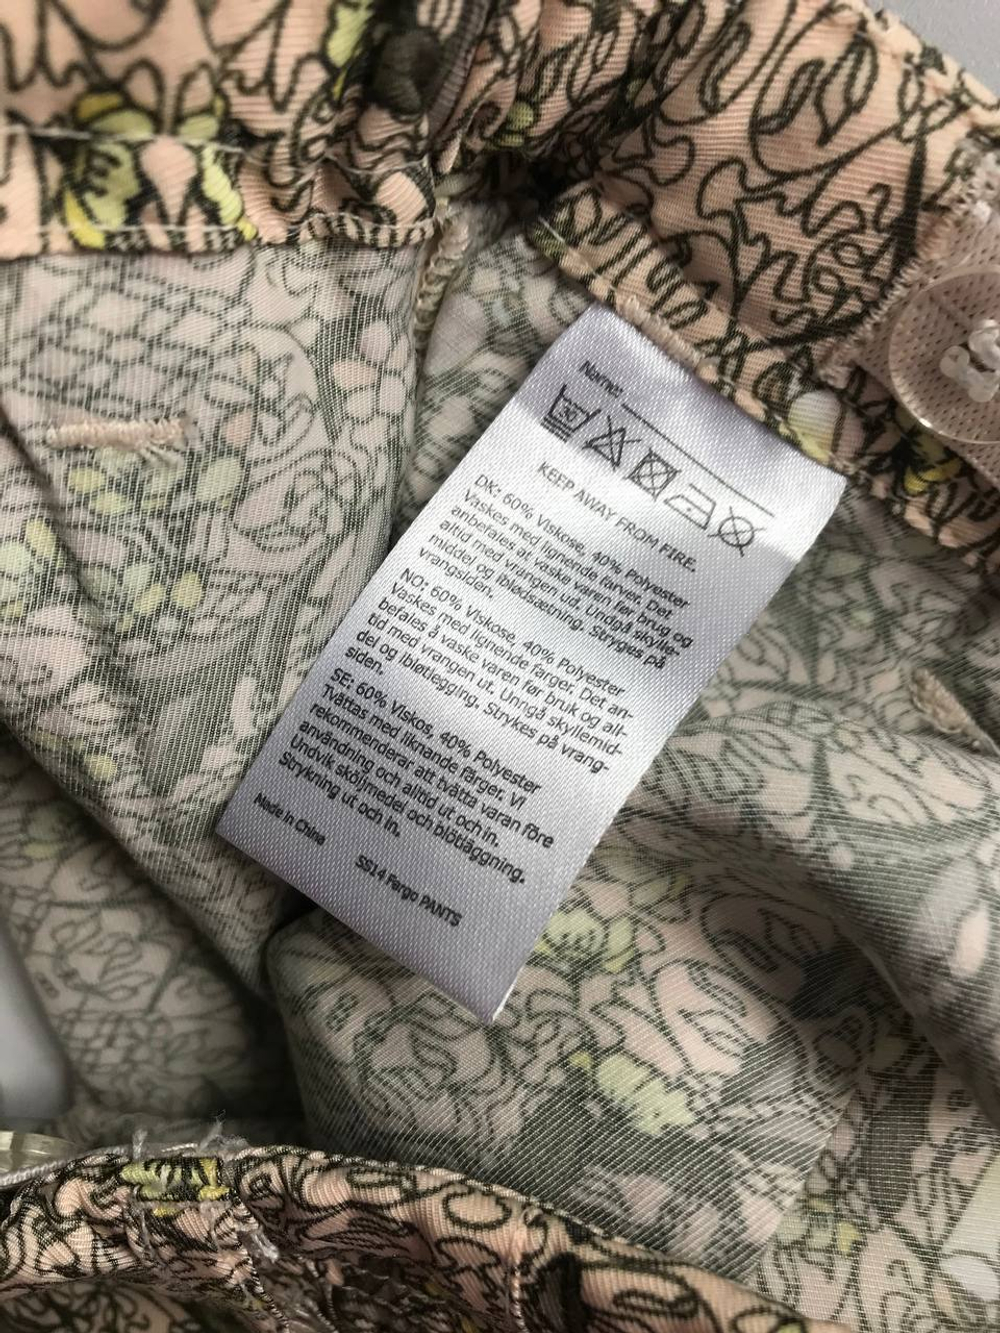 Name:
30
KEEP AWAY FROM FIRE.
DK: 60% Viskose, 40% Polyester
Vaskes med lignende farver. Det
anbefales at vaske varen før brug og
altid med vrangen ud. Undgå skylle-
middel og iblødsætning. Stryges på
vrangsiden.
NO: 60% Viskose, 40% Polyester
Vaskes med lignende farger. Det an-
befales å vaske varen før bruk og all-
tid med vrangen ut. Unngå skyllemid-
del og ibløtlegging. Strykes på vrang-
siden.
SE: 60% Viskos, 40% Polyester
Tvättas med liknande färger. Vi
rekommenderar att tvätta varan före
användning och alltid ut och in.
Undvik sköljmedel och blötläggning.
Strykning ut och in.
Made in China
SS14 Fergo PANTS